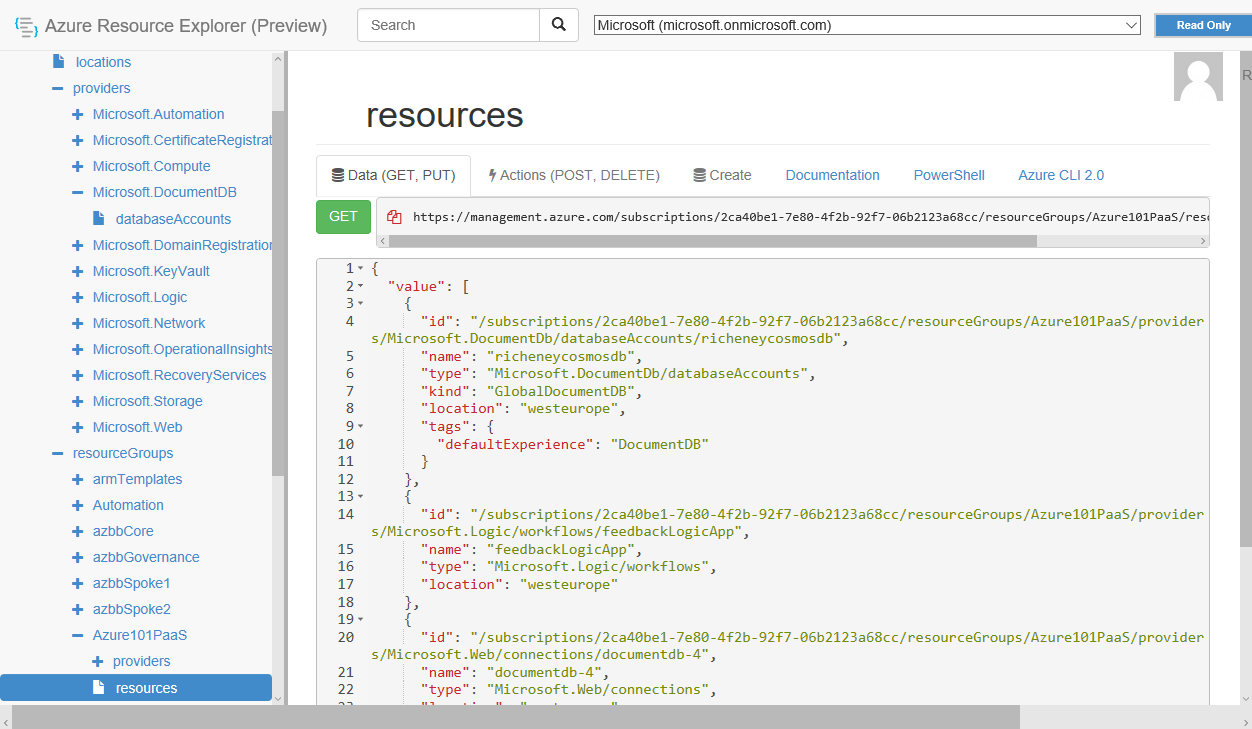 Azure Resource Explorer (Preview)
Search
Microsoft (microsoft.onmicrosoft.com)
Read Only
locations
providers
Microsoft.Automation
Microsoft.CertificateRegistrat
Microsoft.Compute
Microsoft.DocumentDB
databaseAccounts
Microsoft.DomainRegistration
Microsoft.KeyVault
Microsoft.Logic
Microsoft.Network
Microsoft.OperationalInsights
Microsoft.RecoveryServices
Microsoft.Storage
Microsoft.Web
resourceGroups
armTemplates
Automation
azbbCore
azbbGovernance
azbbSpoke1
azbbSpoke2
Azure101PaaS
providers
resources
R
resources
Data (GET, PUT) Actions (POST, DELETE) Create Documentation PowerShell Azure CLI 2.0
GET https://management.azure.com/subscriptions/2ca40be1-7e80-4f2b-92f7-06b2123a68cc/resourceGroups/Azure101PaaS/reso
1 {
2 "value": [
3 {
4 "id": "/subscriptions/2ca40be1-7e80-4f2b-92f7-06b2123a68cc/resourceGroups/Azure101PaaS/provider
s/Microsoft.DocumentDb/databaseAccounts/richeneycosmosdb",
5 "name": "richeneycosmosdb",
6 "type": "Microsoft.DocumentDb/databaseAccounts",
7 "kind": "GlobalDocumentDB",
8 "location": "westeurope",
9 "tags": {
10 "defaultExperience": "DocumentDB"
11 }
12 },
13 {
14 "id": "/subscriptions/2ca40be1-7e80-4f2b-92f7-06b2123a68cc/resourceGroups/Azure101PaaS/provider
s/Microsoft.Logic/workflows/feedbackLogicApp",
15 "name": "feedbackLogicApp",
16 "type": "Microsoft.Logic/workflows",
17 "location": "westeurope"
18 },
19 {
20 "id": "/subscriptions/2ca40be1-7e80-4f2b-92f7-06b2123a68cc/resourceGroups/Azure101PaaS/provider
s/Microsoft.Web/connections/documentdb-4",
21 "name": "documentdb-4",
22 "type": "Microsoft.Web/connections",